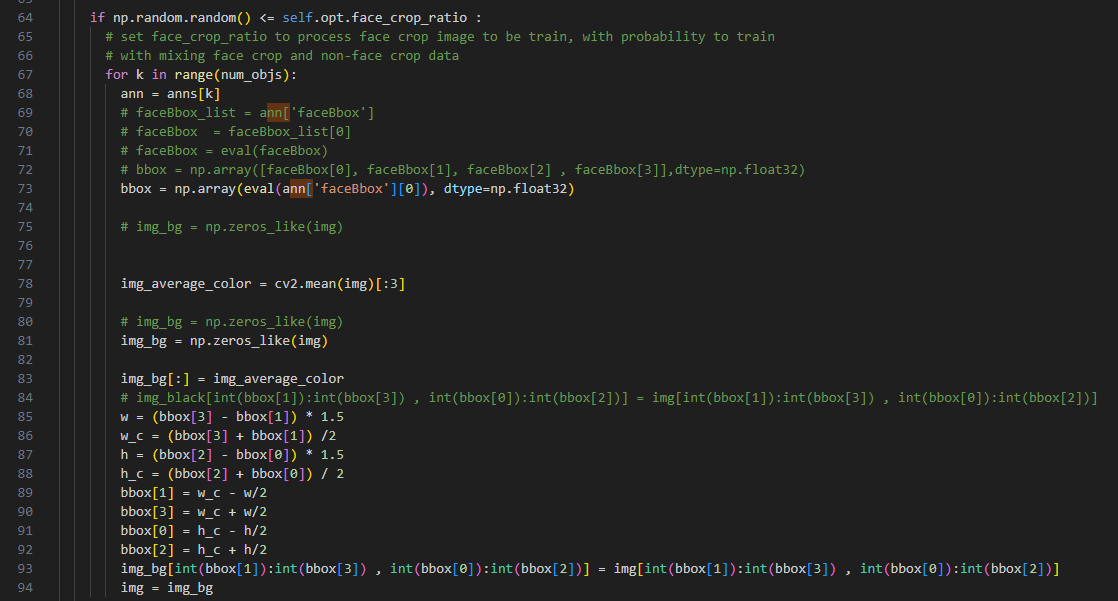 64 if np.random.random() <= self.opt.face_crop_ratio :
65 # set face_crop_ratio to process face crop image to be train, with probability to train
66 # with mixing face crop and non-face crop data
67 for k in range(num_objs):
68 ann = anns[k]
69 # faceBbox_list = ann['faceBbox']
70 # faceBbox  = faceBbox_list[0]
71 # faceBbox = eval(faceBbox)
72 # bbox = np.array([faceBbox[0], faceBbox[1], faceBbox[2] , faceBbox[3]],dtype=np.float32)
73 bbox = np.array(eval(ann['faceBbox'][0]), dtype=np.float32)
74
75 # img_bg = np.zeros_like(img)
76
77
78 img_average_color = cv2.mean(img)[:3]
79
80 # img_bg = np.zeros_like(img)
81 img_bg = np.zeros_like(img)
82
83 img_bg[:] = img_average_color
84 # img_black[int(bbox[1]):int(bbox[3]) , int(bbox[0]):int(bbox[2])] = img[int(bbox[1]):int(bbox[3]) , int(bbox[0]):int(bbox[2])]
85 w = (bbox[3] - bbox[1]) * 1.5
86 w_c = (bbox[3] + bbox[1]) /2
87 h = (bbox[2] - bbox[0]) * 1.5
88 h_c = (bbox[2] + bbox[0]) / 2
89 bbox[1] = w_c - w/2
90 bbox[3] = w_c + w/2
91 bbox[0] = h_c - h/2
92 bbox[2] = h_c + h/2
93 img_bg[int(bbox[1]):int(bbox[3]) , int(bbox[0]):int(bbox[2])] = img[int(bbox[1]):int(bbox[3]) , int(bbox[0]):int(bbox[2])]
94 img = img_bg